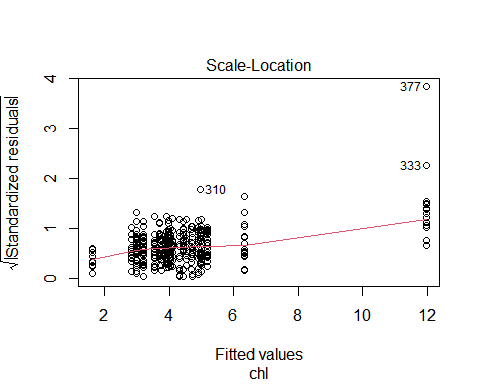 Scale-Location
√|Standardized residuals|
4
3
2
1
0
377
333
310
2 4 6 8 10 12
Fitted values
chl